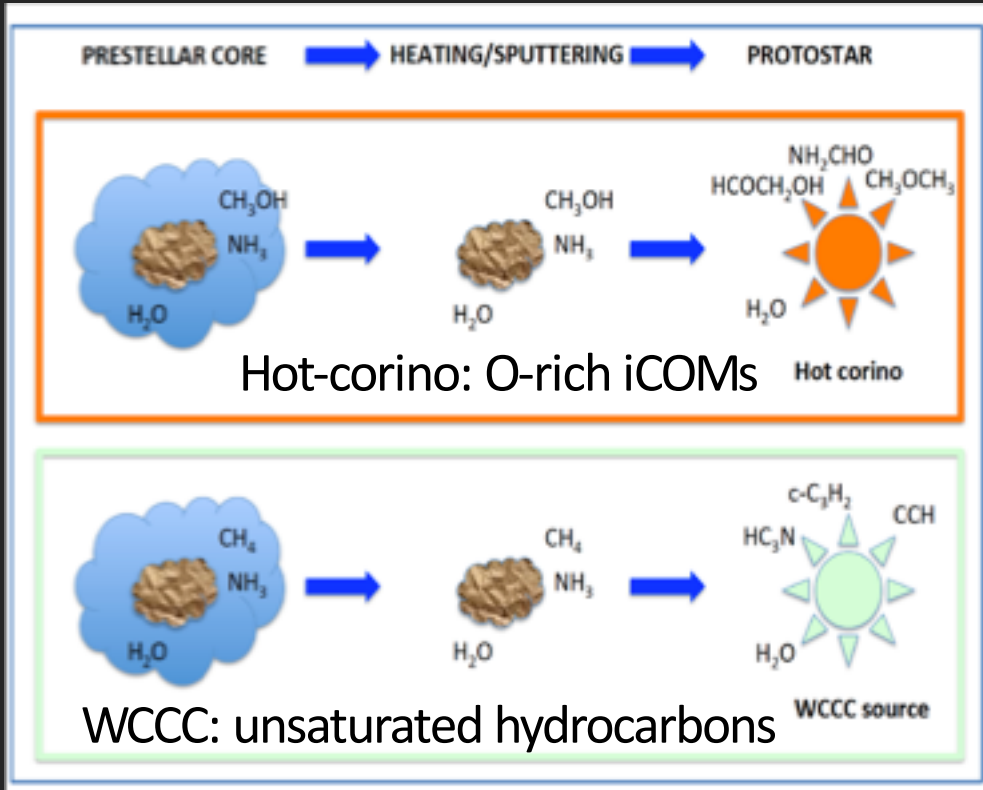 PRESTELLAR CORE HEATING/SPUTTERING PROTOSTAR
NH₂CHO
HCOCH₂OH CH₃OCH₃
CH₃OH CH₃OH
NH₃ NH₃
H₂O H₂O H₂O
Hot-corino: O-rich iCOMs Hot corino
c-C₃H₂
CCH
CH₄ CH₄ HC₃N
NH₃ NH₃
H₂O H₂O H₂O
WCCC: unsaturated hydrocarbons WCCC source